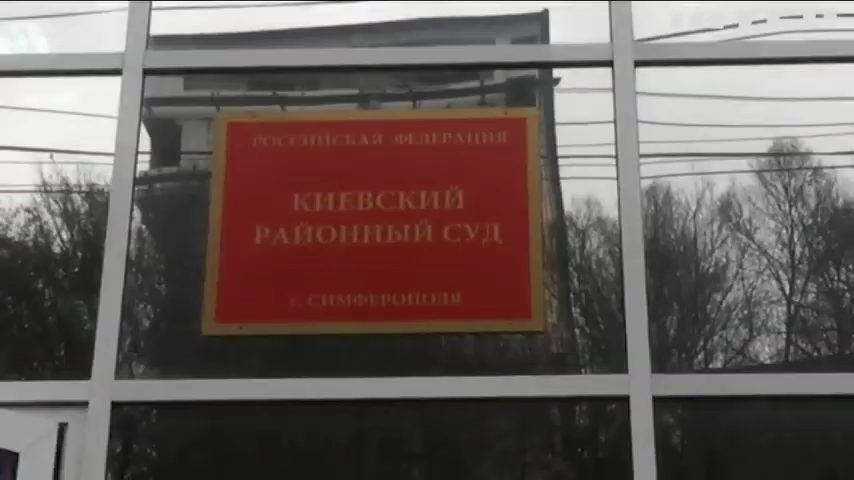 РОССИЙСКАЯ ФЕДЕРАЦИЯ
КИЕВСКИЙ
РАЙОННЫЙ СУД
г. СИМФЕРОПОЛЯ